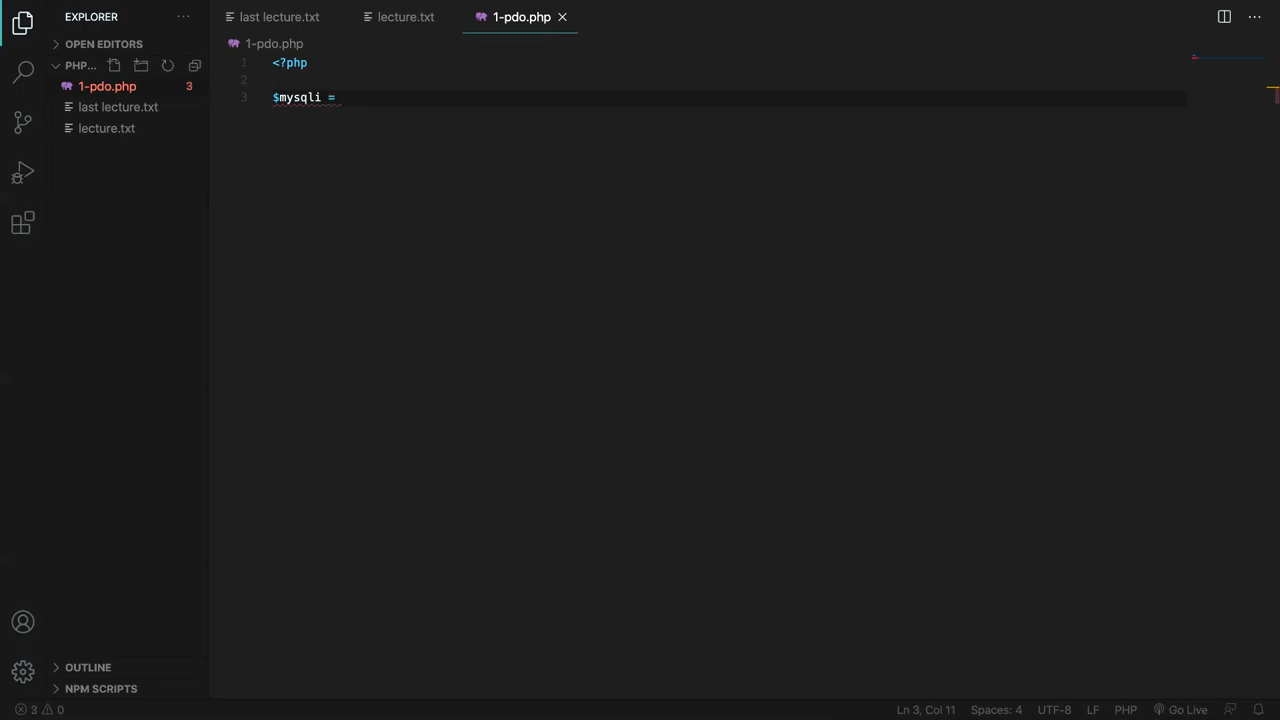 EXPLORER
OPEN EDITORS
PHP...
1-pdo.php 3
last lecture.txt
lecture.txt
OUTLINE
NPM SCRIPTS
last lecture.txt lecture.txt 1-pdo.php
1-pdo.php
1 <?php
2
3 $mysqli =
3 0 Ln 3, Col 11 Spaces: 4 UTF-8 LF PHP Go Live